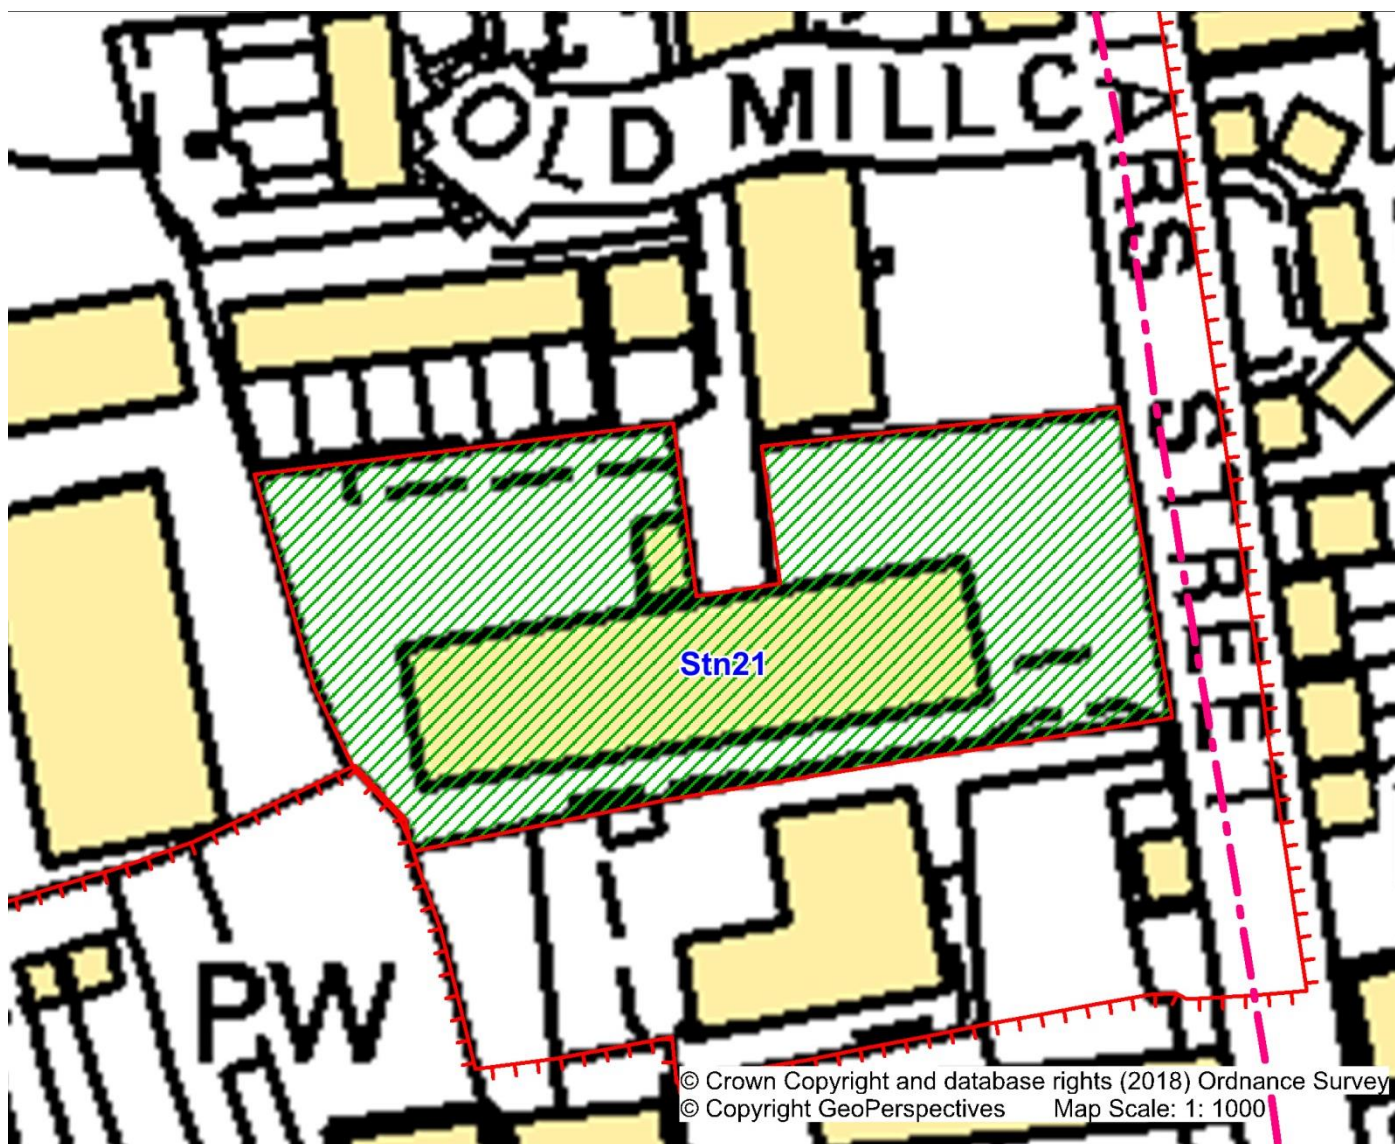 OLD MILL C
ARS STREET
Stn21
PW
© Crown Copyright and database rights (2018) Ordnance Survey
© Copyright GeoPerspectives Map Scale: 1: 1000